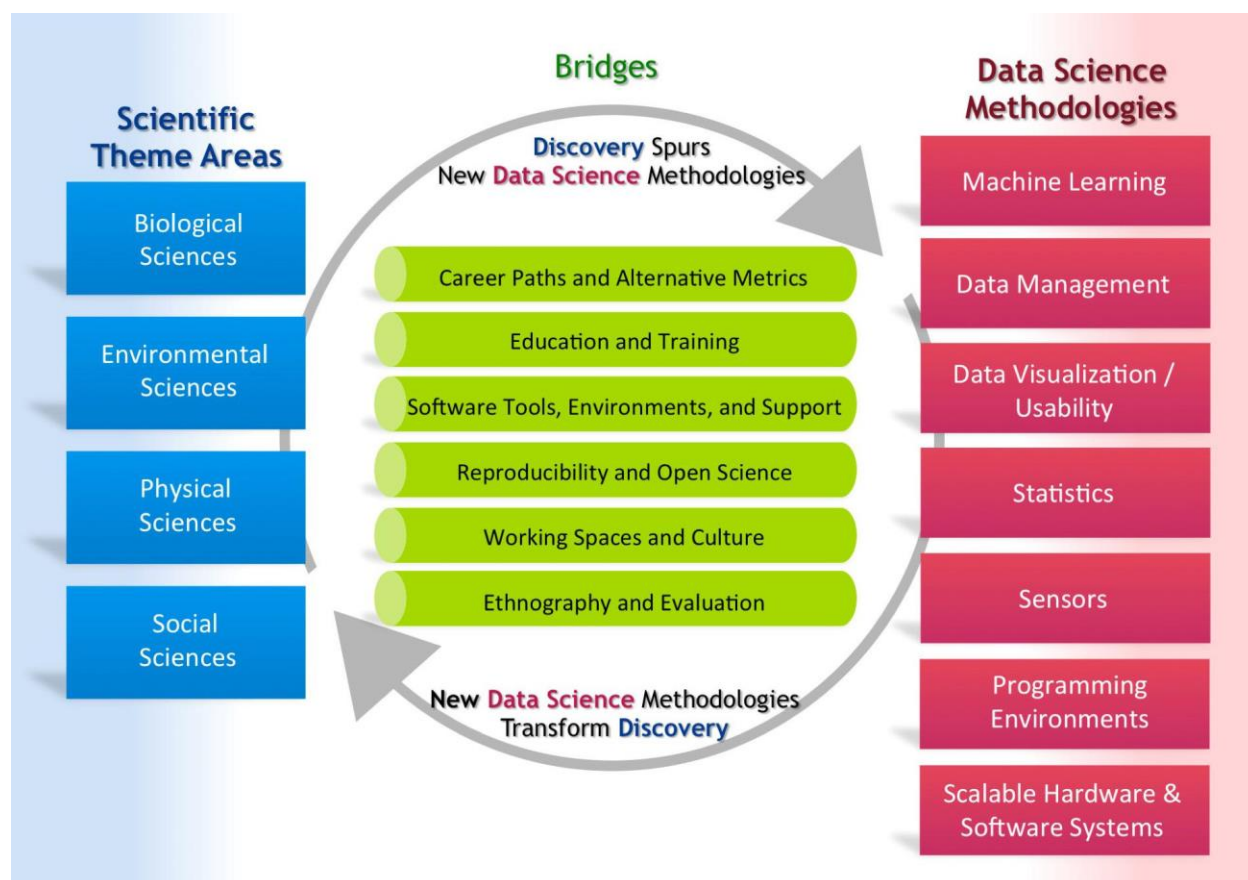 Scientific
Theme Areas
Biological
Sciences
Environmental
Sciences
Physical
Sciences
Social
Sciences
Bridges
Discovery Spurs
New Data Science Methodologies
Career Paths and Alternative Metrics
Education and Training
Software Tools, Environments, and Support
Reproducibility and Open Science
Working Spaces and Culture
Ethnography and Evaluation
New Data Science Methodologies
Transform Discovery
Data Science
Methodologies
Machine Learning
Data Management
Data Visualization /
Usability
Statistics
Sensors
Programming
Environments
Scalable Hardware &
Software Systems